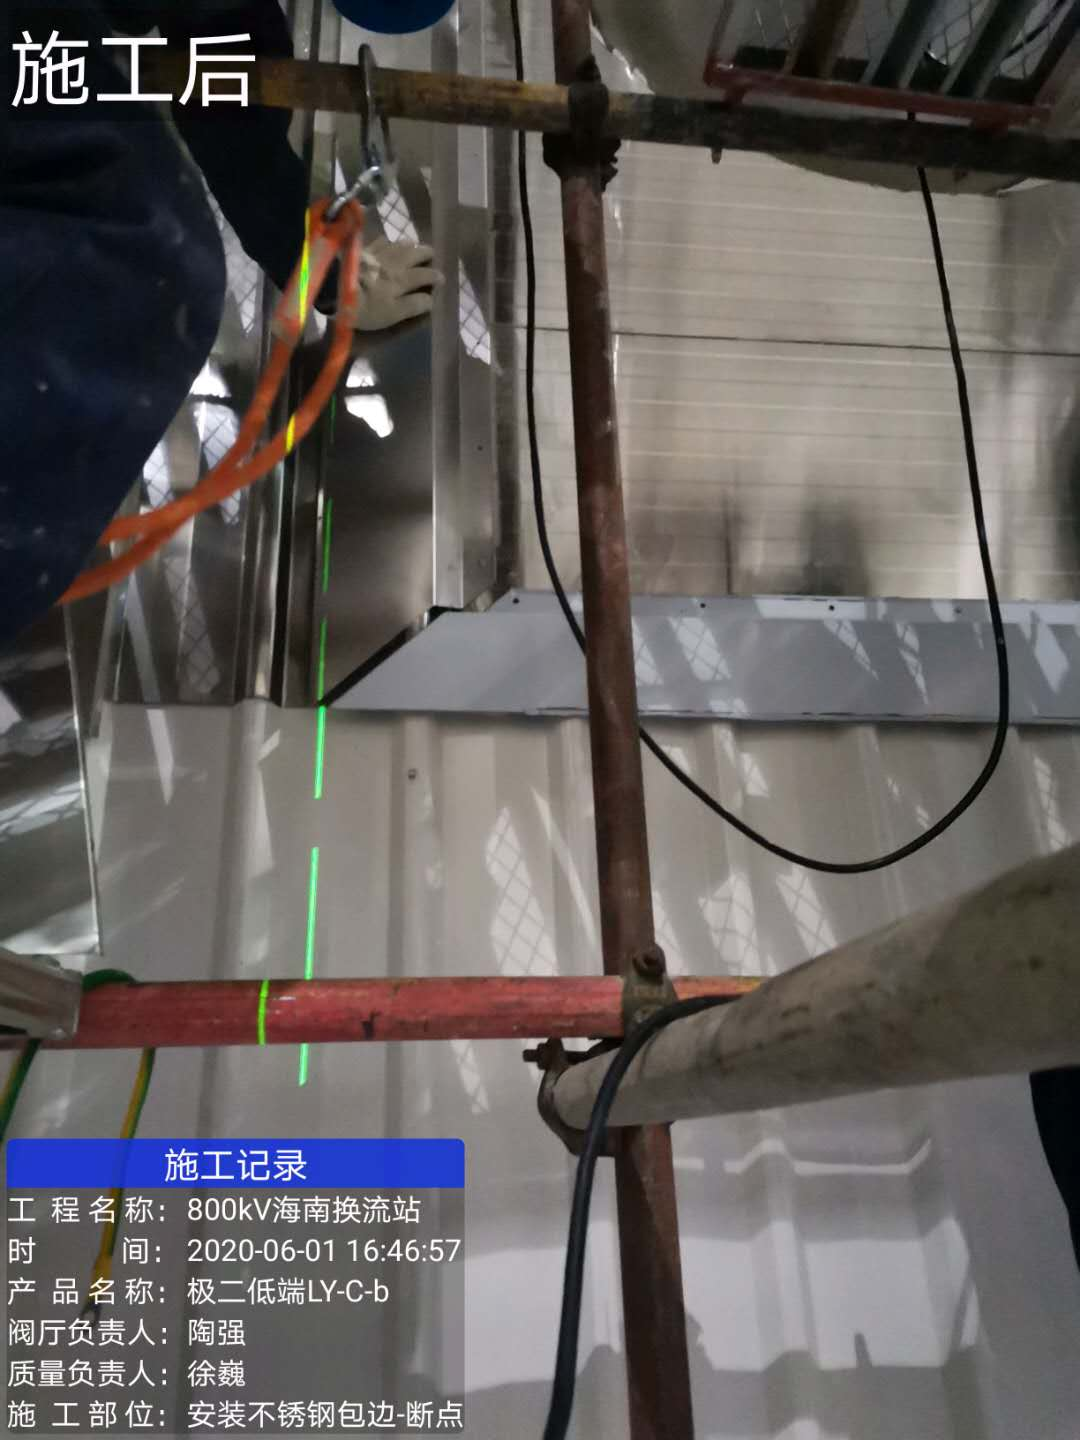 施工后
施工记录
工程名称：800kV海南换流站
时间：2020-06-01 16:46:57
产品名称：极二低端LY-C-b
阀厅负责人：陶强
质量负责人：徐巍
施工部位：安装不锈钢包边-断点